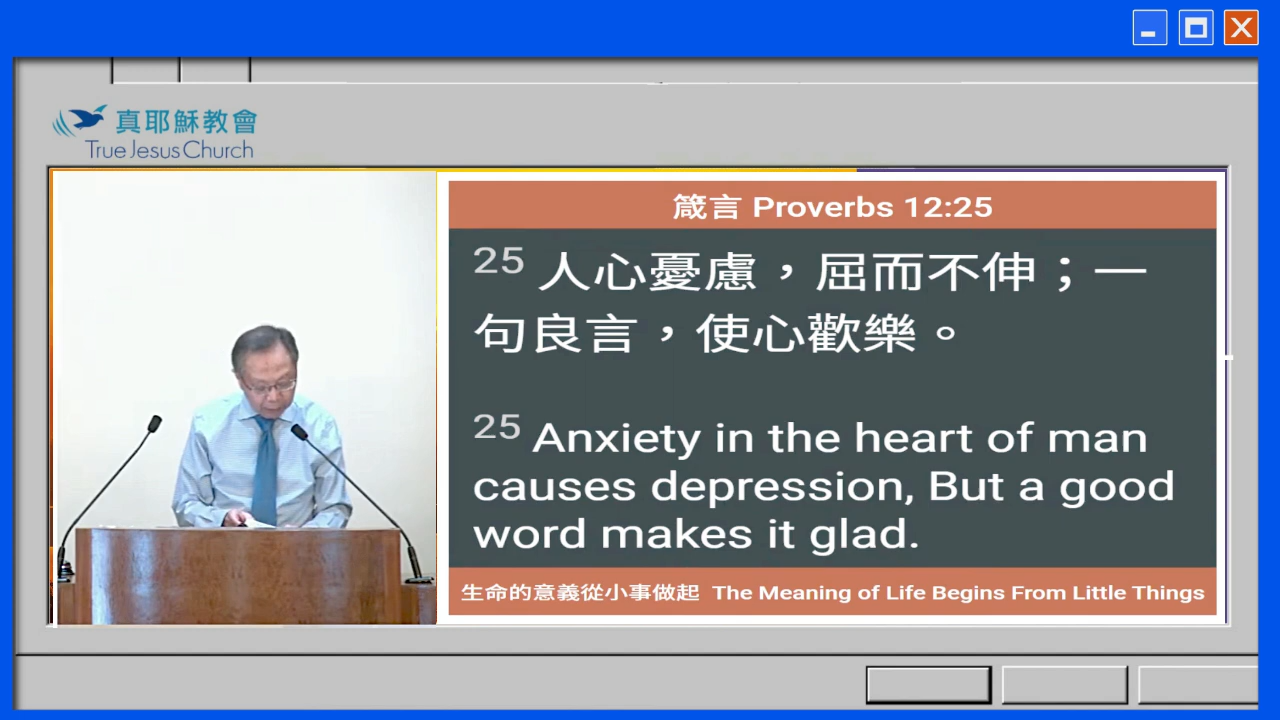 真耶穌教會
True Jesus Church
箴言 Proverbs 12:25
25 人心憂慮，屈而不伸；一
句良言，使心歡樂。
25 Anxiety in the heart of man
causes depression, But a good
word makes it glad.
生命的意義從小事做起 The Meaning of Life Begins From Little Things